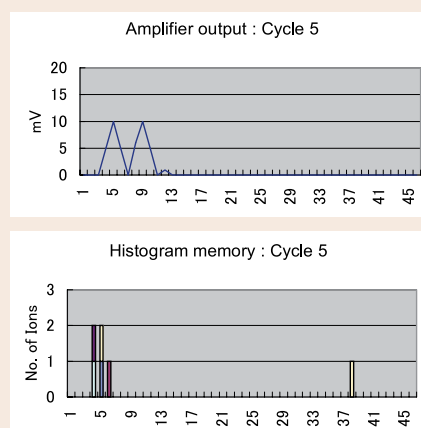 Amplifier output : Cycle 5
20
15
10
5
0
mV
1 5 9 13 17 21 25 29 33 37 41 45
Histogram memory : Cycle 5
3
2
1
0
No. of Ions
1 5 9 13 17 21 25 29 33 37 41 45